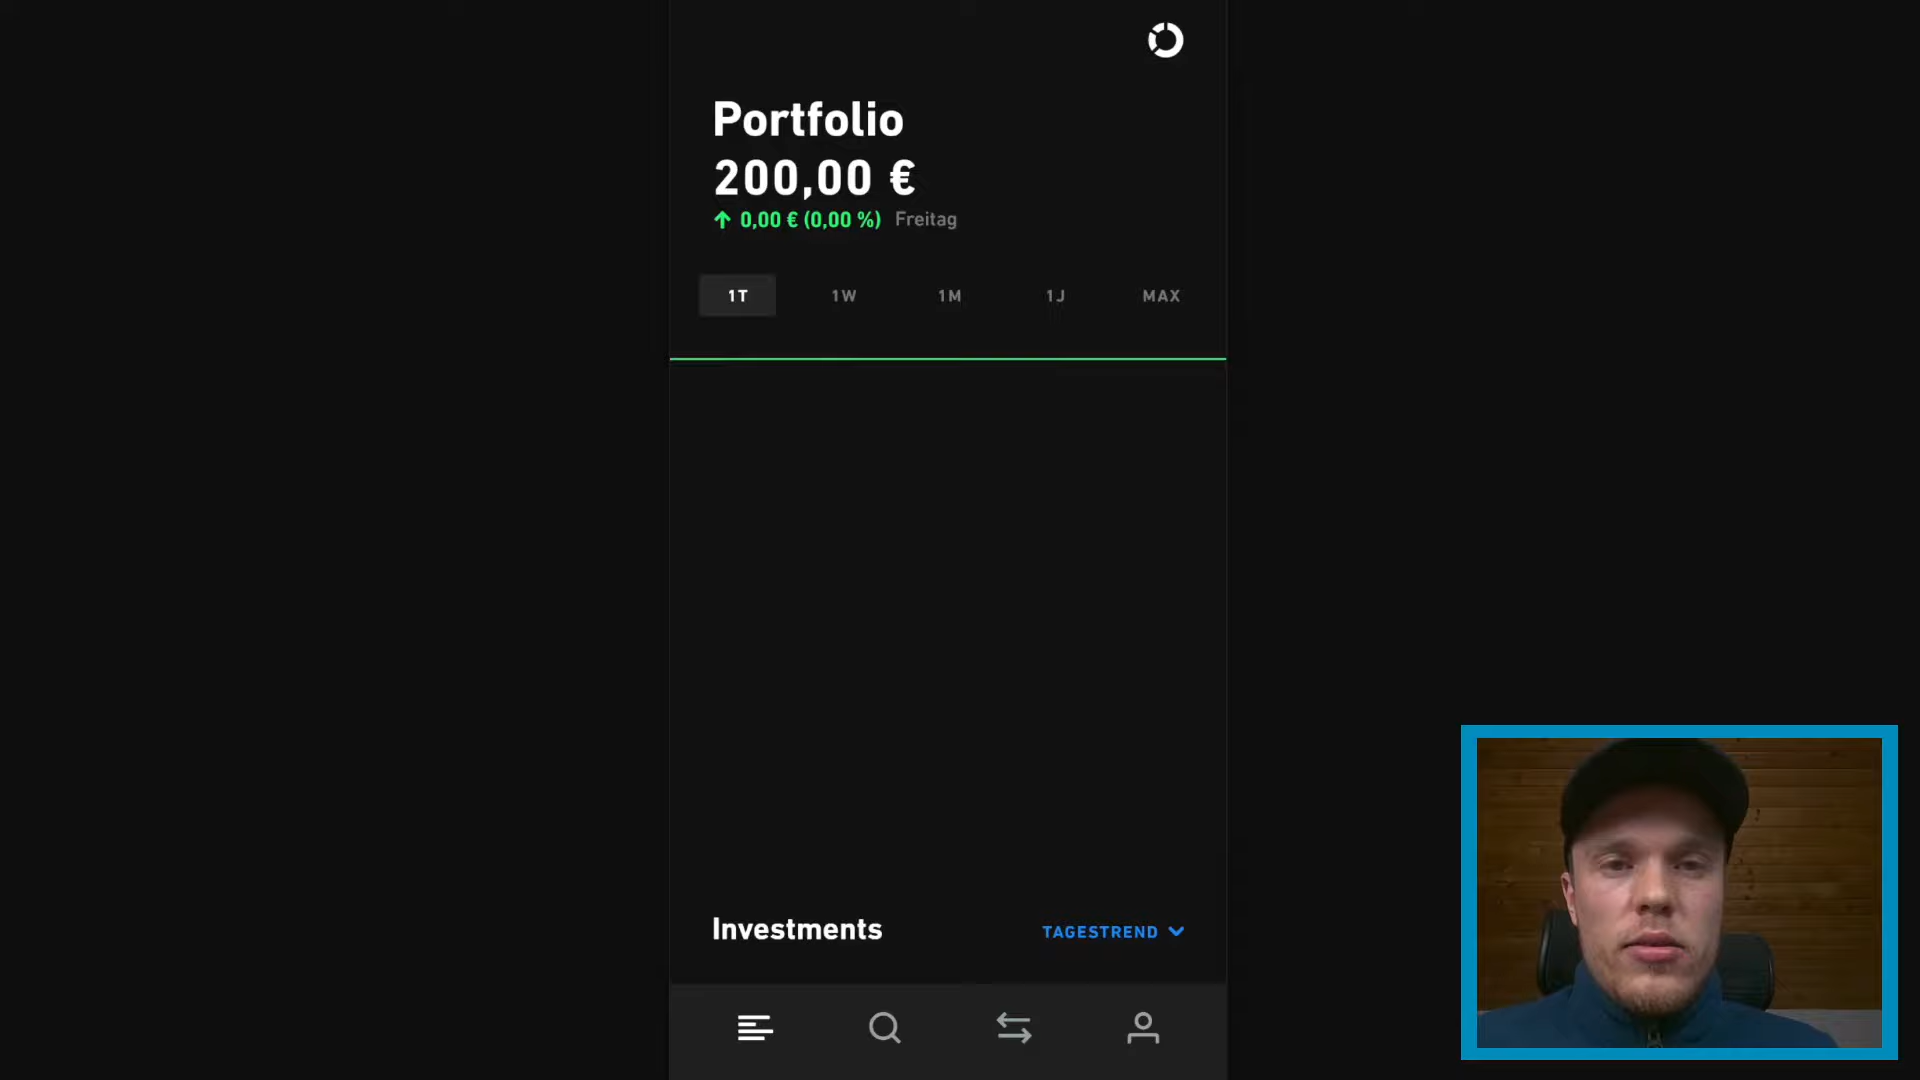 Portfolio
200,00 €
0,00 € (0,00 %) Freitag
1T 1W 1M 1J MAX
Investments TAGESTREND